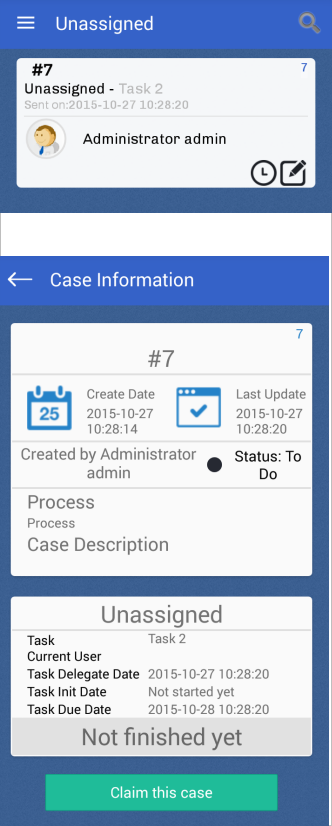 Unassigned
#7
7
Unassigned - Task 2
Sent on:2015-10-27 10:28:20
Administrator admin
Case Information
7
#7
25
Create Date
2015-10-27
10:28:14
Last Update
2015-10-27
10:28:20
Created by Administrator
admin
Status: To
Do
Process
Process
Case Description
Unassigned
Task Task 2
Current User
Task Delegate Date 2015-10-27 10:28:20
Task Init Date Not started yet
Task Due Date 2015-10-28 10:28:20
Not finished yet
Claim this case